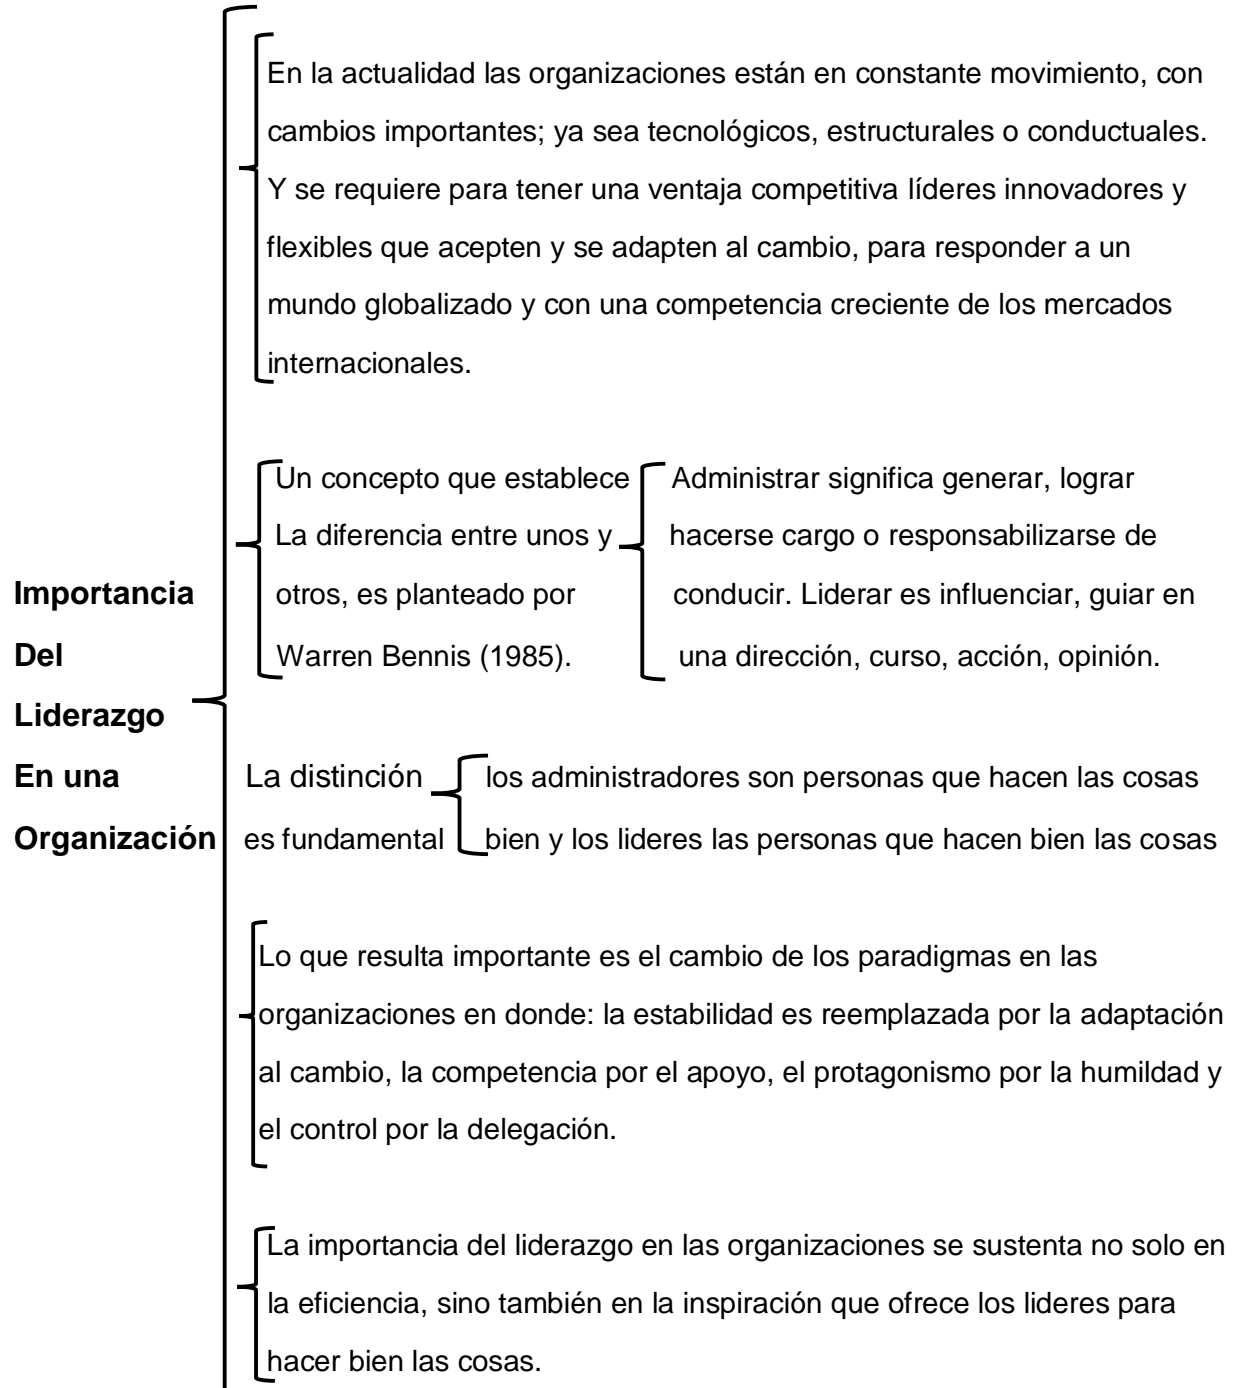 En la actualidad las organizaciones están en constante movimiento, con
cambios importantes; ya sea tecnológicos, estructurales o conductuales.
Y se requiere para tener una ventaja competitiva líderes innovadores y
flexibles que acepten y se adapten al cambio, para responder a un
mundo globalizado y con una competencia creciente de los mercados
internacionales.
Importancia
Del
Liderazgo
En una
Organización
Un concepto que establece
La diferencia entre unos y
otros, es planteado por
Warren Bennis (1985).
Administrar significa generar, lograr
hacerse cargo o responsabilizarse de
conducir. Liderar es influenciar, guiar en
una dirección, curso, acción, opinión.
La distinción
es fundamental
los administradores son personas que hacen las cosas
bien y los lideres las personas que hacen bien las cosas
Lo que resulta importante es el cambio de los paradigmas en las
organizaciones en donde: la estabilidad es reemplazada por la adaptación
al cambio, la competencia por el apoyo, el protagonismo por la humildad y
el control por la delegación.
La importancia del liderazgo en las organizaciones se sustenta no solo en
la eficiencia, sino también en la inspiración que ofrece los lideres para
hacer bien las cosas.